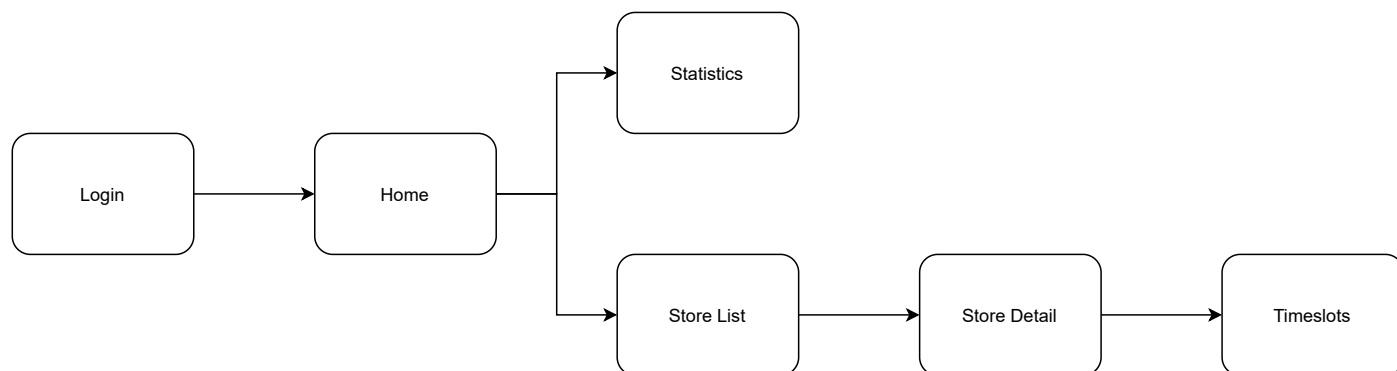 Statistics
Login
Home
Store List
Store Detail
Timeslots